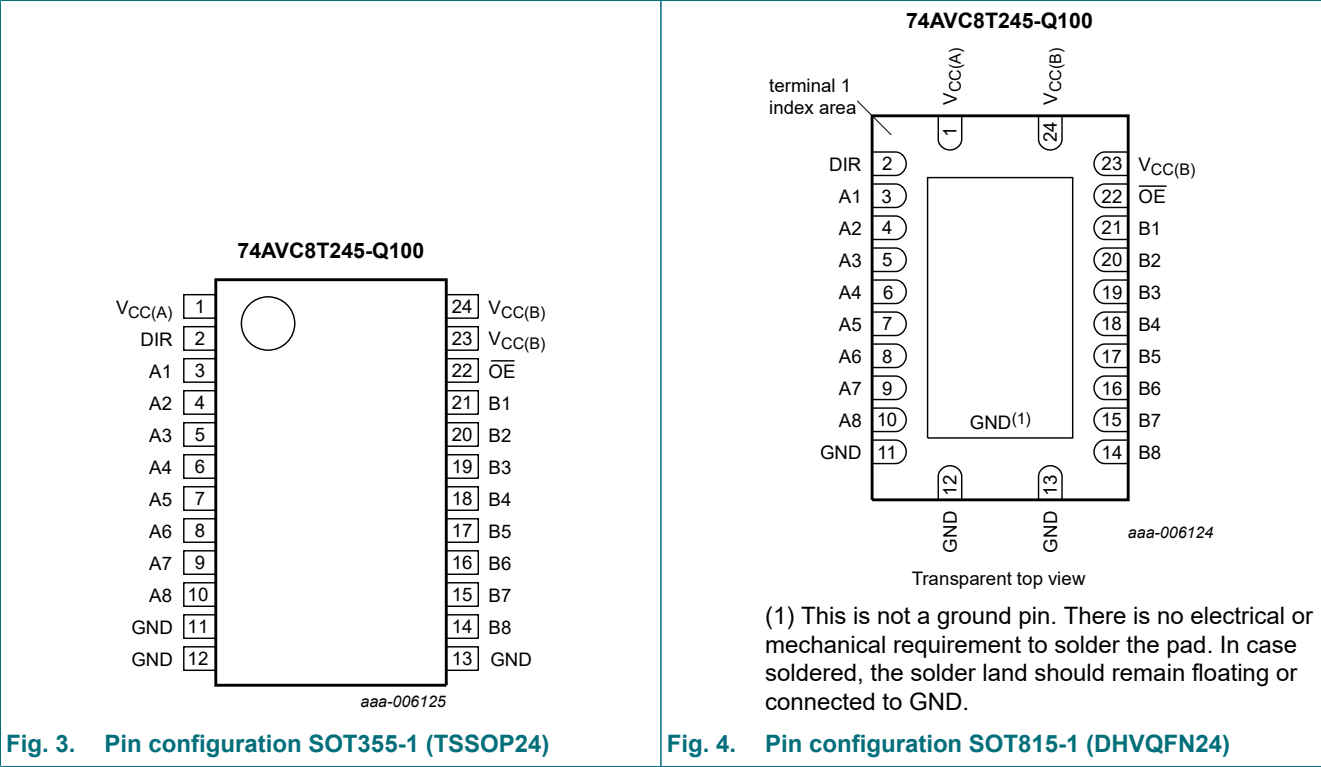 74AVC8T245-Q100
VCC(A) 1
DIR 2
A1 3
A2 4
A3 5
A4 6
A5 7
A6 8
A7 9
A8 10
GND 11
GND 12
24 VCC(B)
23 VCC(B)
22 OE
21 B1
20 B2
19 B3
18 B4
17 B5
16 B6
15 B7
14 B8
13 GND
aaa-006125
Fig. 3. Pin configuration SOT355-1 (TSSOP24)
74AVC8T245-Q100
terminal 1
index area
VCC(A)
1
VCC(B)
24
DIR 2
A1 3
A2 4
A3 5
A4 6
A5 7
A6 8
A7 9
A8 10
GND 11
GND(1)
23 VCC(B)
22 OE
21 B1
20 B2
19 B3
18 B4
17 B5
16 B6
15 B7
14 B8
12
GND
13
GND
aaa-006124
Transparent top view
(1) This is not a ground pin. There is no electrical or
mechanical requirement to solder the pad. In case
soldered, the solder land should remain floating or
connected to GND.
Fig. 4. Pin configuration SOT815-1 (DHVQFN24)